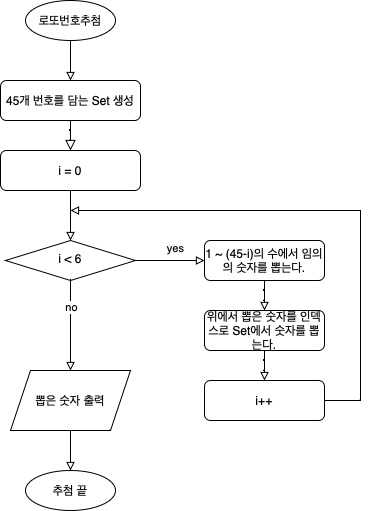 로또번호추첨
45개 번호를 담는 Set 생성
i = 0
i < 6
yes
1 ~ (45-i)의 수에서 임의
의 숫자를 뽑는다.
no
위에서 뽑은 숫자를 인덱
스로 Set에서 숫자를 뽑
는다.
뽑은 숫자 출력
i++
추첨 끝